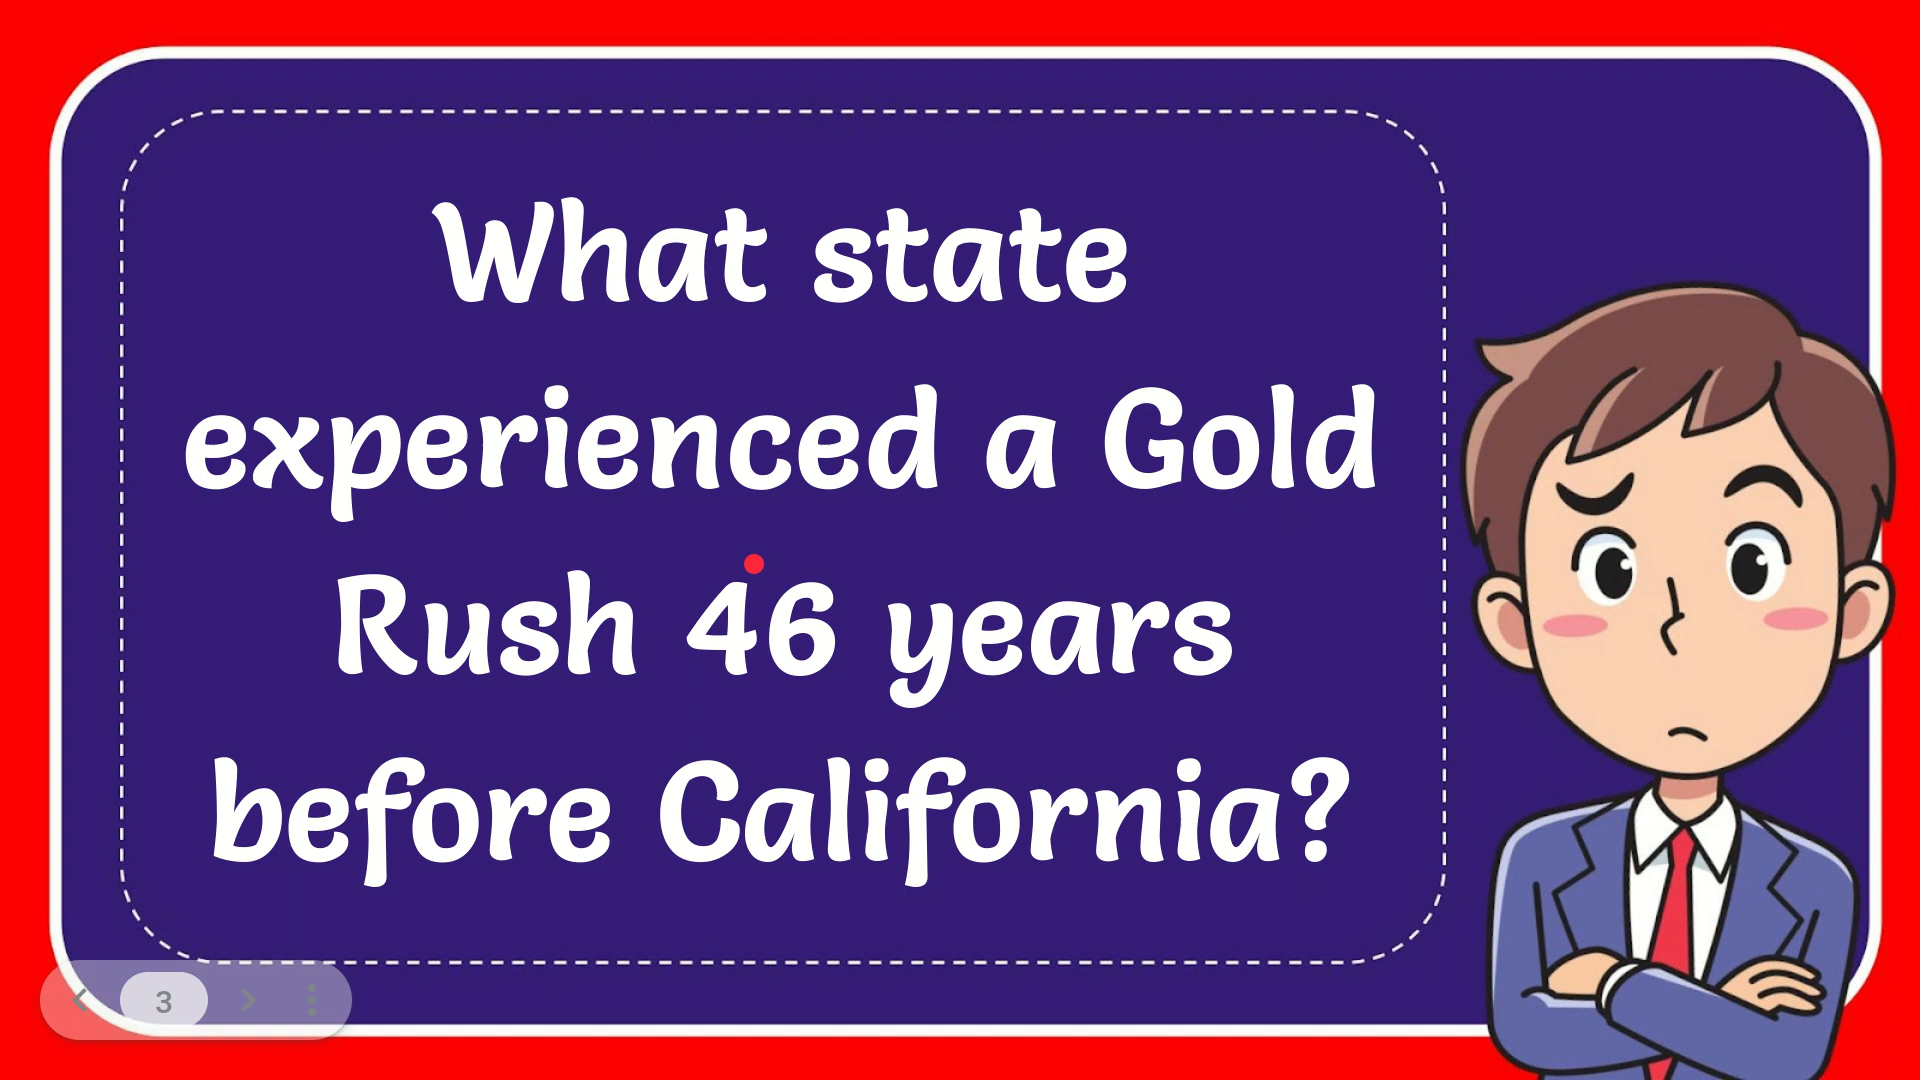 What state
experienced a Gold
Rush 46 years
before California?
3